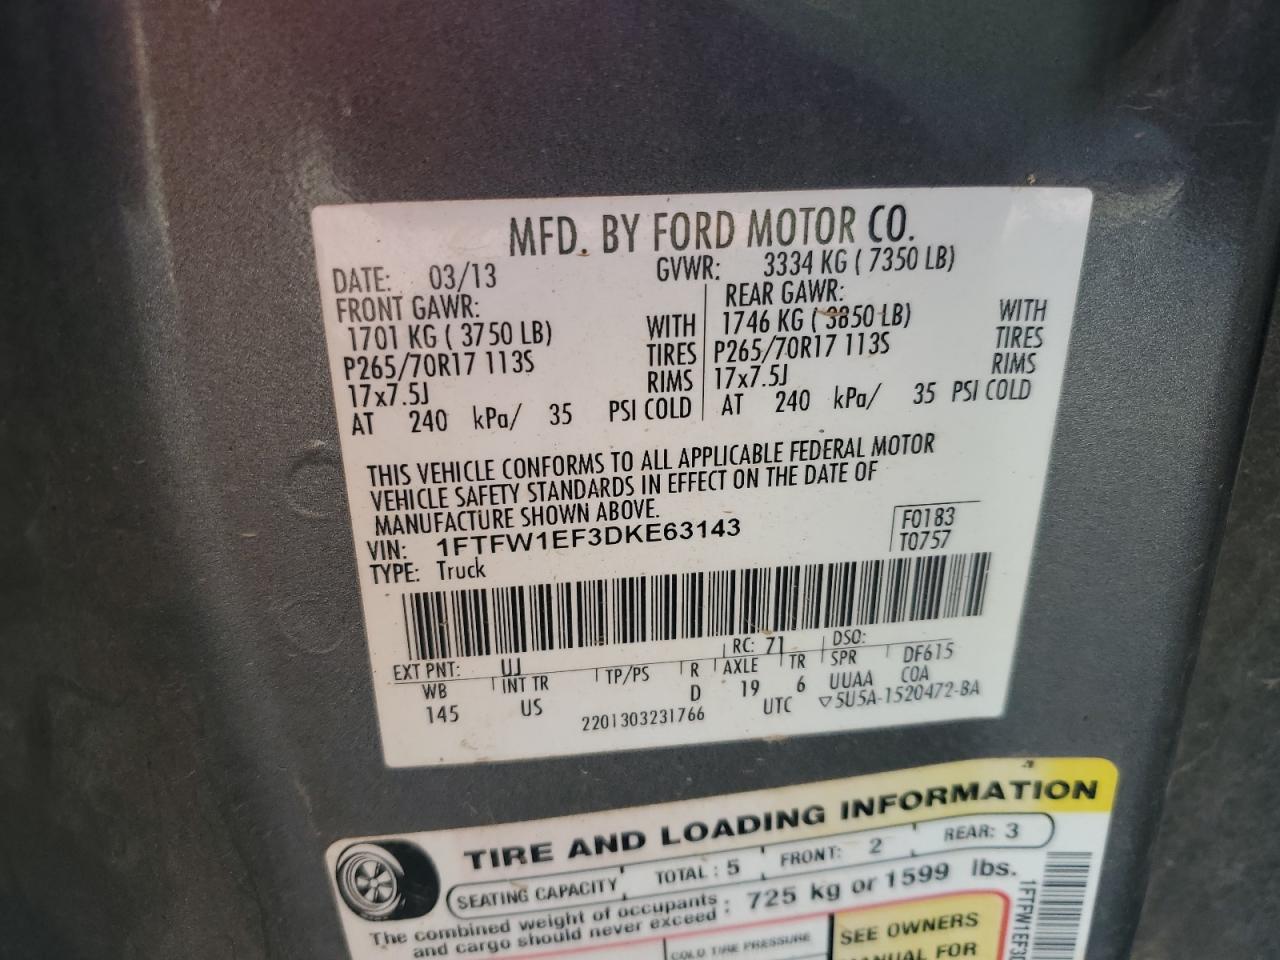 MFD. BY FORD MOTOR CO.
DATE: 03/13 GVWR: 3334 KG ( 7350 LB)
FRONT GAWR: REAR GAWR:
1701 KG ( 3750 LB) WITH 1746 KG ( 3850 LB) WITH
P265/70R17 113S TIRES P265/70R17 113S TIRES
17x7.5J RIMS 17x7.5J RIMS
AT 240 kPa/ 35 PSI COLD AT 240 kPa/ 35 PSI COLD
THIS VEHICLE CONFORMS TO ALL APPLICABLE FEDERAL MOTOR
VEHICLE SAFETY STANDARDS IN EFFECT ON THE DATE OF
MANUFACTURE SHOWN ABOVE.
VIN: 1FTFW1EF3DKE63143 F0183
TYPE: Truck T0757
RC: 71 DSO:
EXT PNT: UJ DF615
WB INT TR TP/PS R AXLE TR SPR
145 US D 19 6 UUAA COA
2201303231766 UTC ▽5U5A-1520472-BA
TIRE AND LOADING INFORMATION
SEATING CAPACITY TOTAL : 5 FRONT: 2 REAR: 3
The combined weight of occupants : 725 kg or 1599 lbs.
and cargo should never exceed
COLD TIRE PRESSURE SEE OWNERS
MANUAL FOR
1FTFW1EF3D